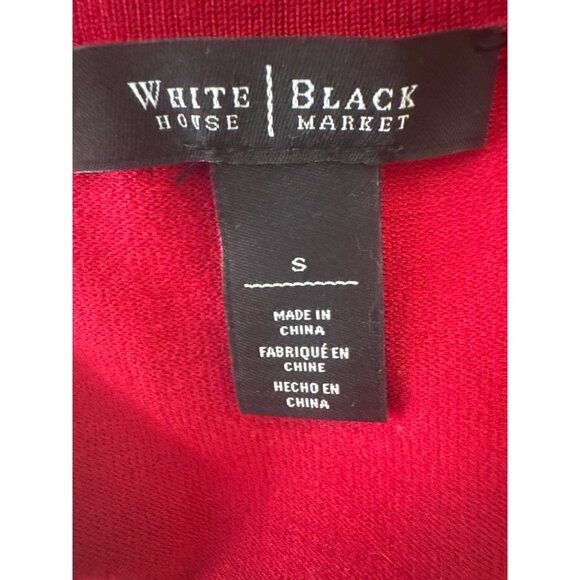 WHITE | BLACK
HOUSE | MARKET
S
MADE IN
CHINA
FABRIQUÉ EN
CHINE
HECHO EN
CHINA